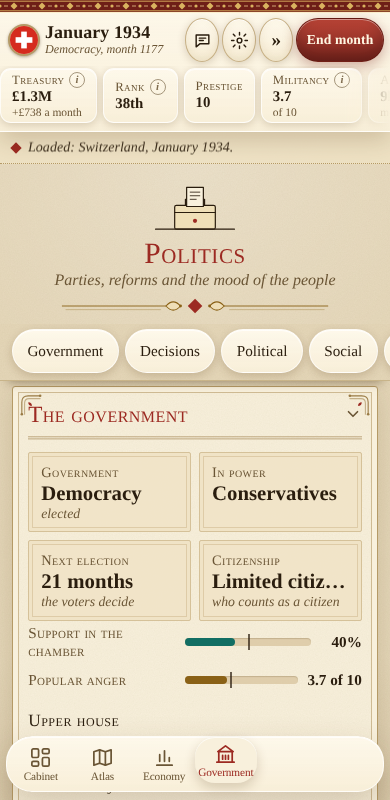 January 1934
Democracy, month 1177
»
End month
Treasury i
£1.3M
+£738 a month
Rank i
38th
Prestige
10
Militancy i
3.7
of 10
Loaded: Switzerland, January 1934.
Politics
Parties, reforms and the mood of the people
Government
Decisions
Political
Social
The government
Government
Democracy
elected
In power
Conservatives
Next election
21 months
the voters decide
Citizenship
Limited citiz…
who counts as a citizen
Support in the
chamber
40%
Popular anger
3.7 of 10
Upper house
Cabinet
Atlas
Economy
Government